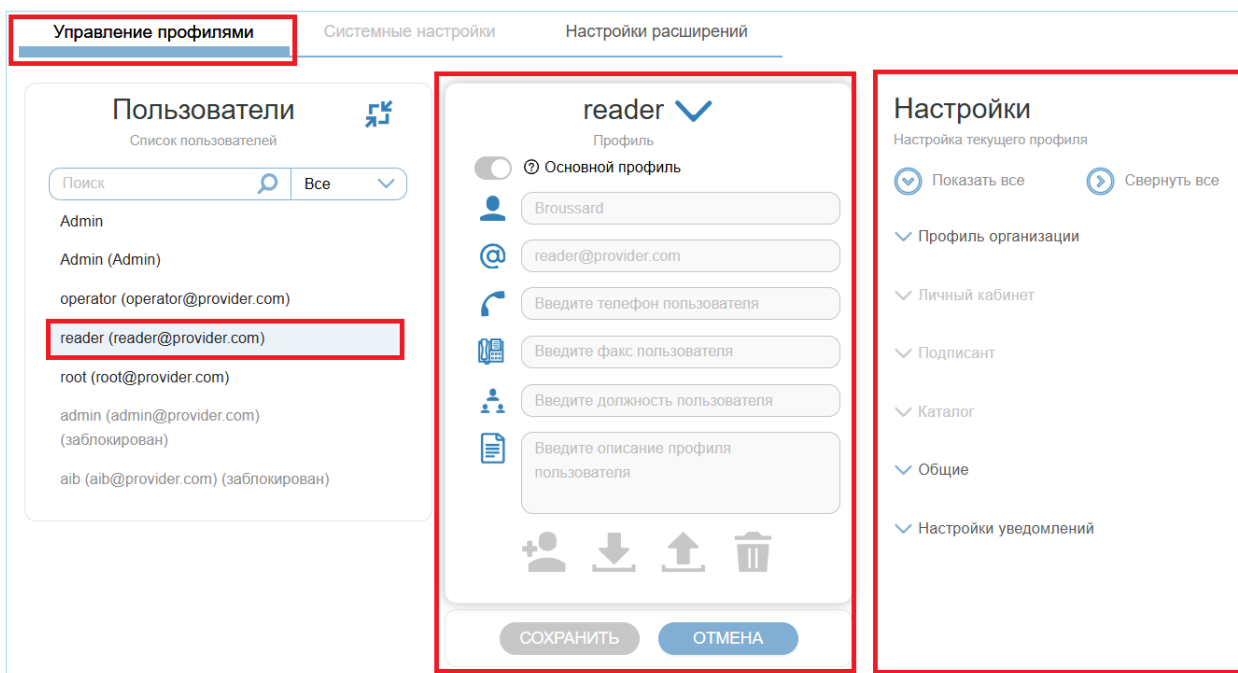 Управление профилями
Системные настройки
Настройки расширений
Пользователи
Список пользователей
Поиск
Все
Admin
Admin (Admin)
operator (operator@provider.com)
reader (reader@provider.com)
root (root@provider.com)
admin (admin@provider.com)
(заблокирован)
aib (aib@provider.com) (заблокирован)
reader
Профиль
Основной профиль
Broussard
reader@provider.com
Введите телефон пользователя
Введите факс пользователя
Введите должность пользователя
Введите описание профиля
пользователя
СОХРАНИТЬ
ОТМЕНА
Настройки
Настройка текущего профиля
Показать все
Свернуть все
Профиль организации
Личный кабинет
Подписант
Каталог
Общие
Настройки уведомлений